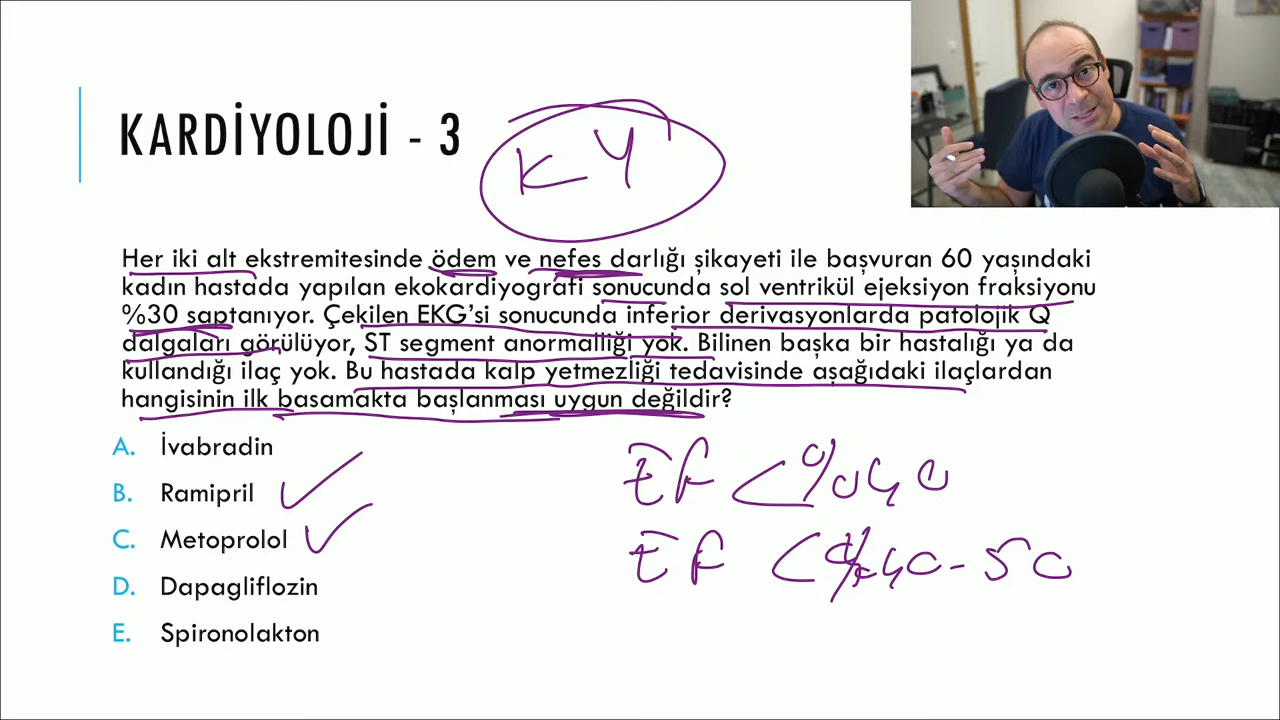 KARDİYOLOJİ - 3
KY
Her iki alt ekstremitesinde ödem ve nefes darlığı şikayeti ile başvuran 60 yaşındaki
kadın hastada yapılan ekokardiyografi sonucunda sol ventrikül ejeksiyon fraksiyonu
%30 saptanıyor. Çekilen EKG'si sonucunda inferior derivasyonlarda patolojik Q
dalgaları görülüyor, ST segment anormalliği yok. Bilinen başka bir hastalığı ya da
kullandığı ilaç yok. Bu hastada kalp yetmezliği tedavisinde aşağıdaki ilaçlardan
hangisinin ilk basamakta başlanması uygun değildir?
A. İvabradin
B. Ramipril
C. Metoprolol
D. Dapagliflozin
E. Spironolakton
EF < %40
EF < %40-50